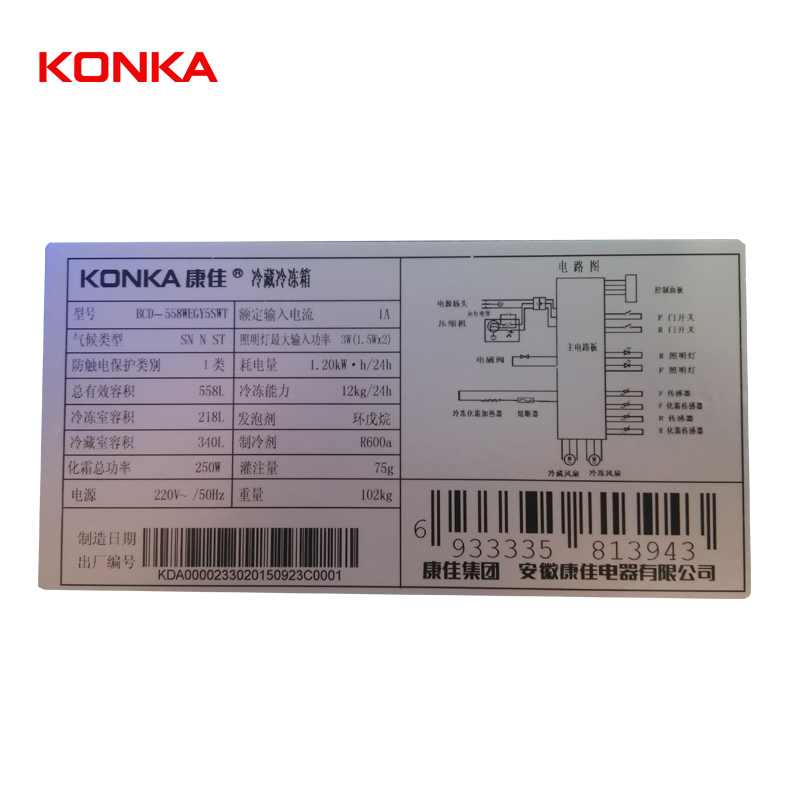 KONKA
KONKA 康佳® 冷藏冷冻箱
型号 BCD-558WEGY5SWT 额定输入电流 1A
气候类型 SN N ST 照明灯最大输入功率 3W(1.5Wx2)
防触电保护类别 I 类 耗电量 1.20kW·h/24h
总有效容积 558L 冷冻能力 12kg/24h
冷冻室容积 218L 发泡剂 环戊烷
冷藏室容积 340L 制冷剂 R600a
化霜总功率 250W 灌注量 75g
电源 220V~ /50Hz 重量 102kg
制造日期
出厂编号
KDA0000233020150923C0001
电路图
控制面板
电源插头
压缩机
F 门开关
R 门开关
主电路板
电磁阀
R 照明灯
F 照明灯
冷冻化霜加热器
熔断器
F 传感器
F 化霜传感器
R 传感器
R 化霜传感器
M M
冷藏风扇 冷冻风扇
6 933335 813943
康佳集团 安徽康佳电器有限公司